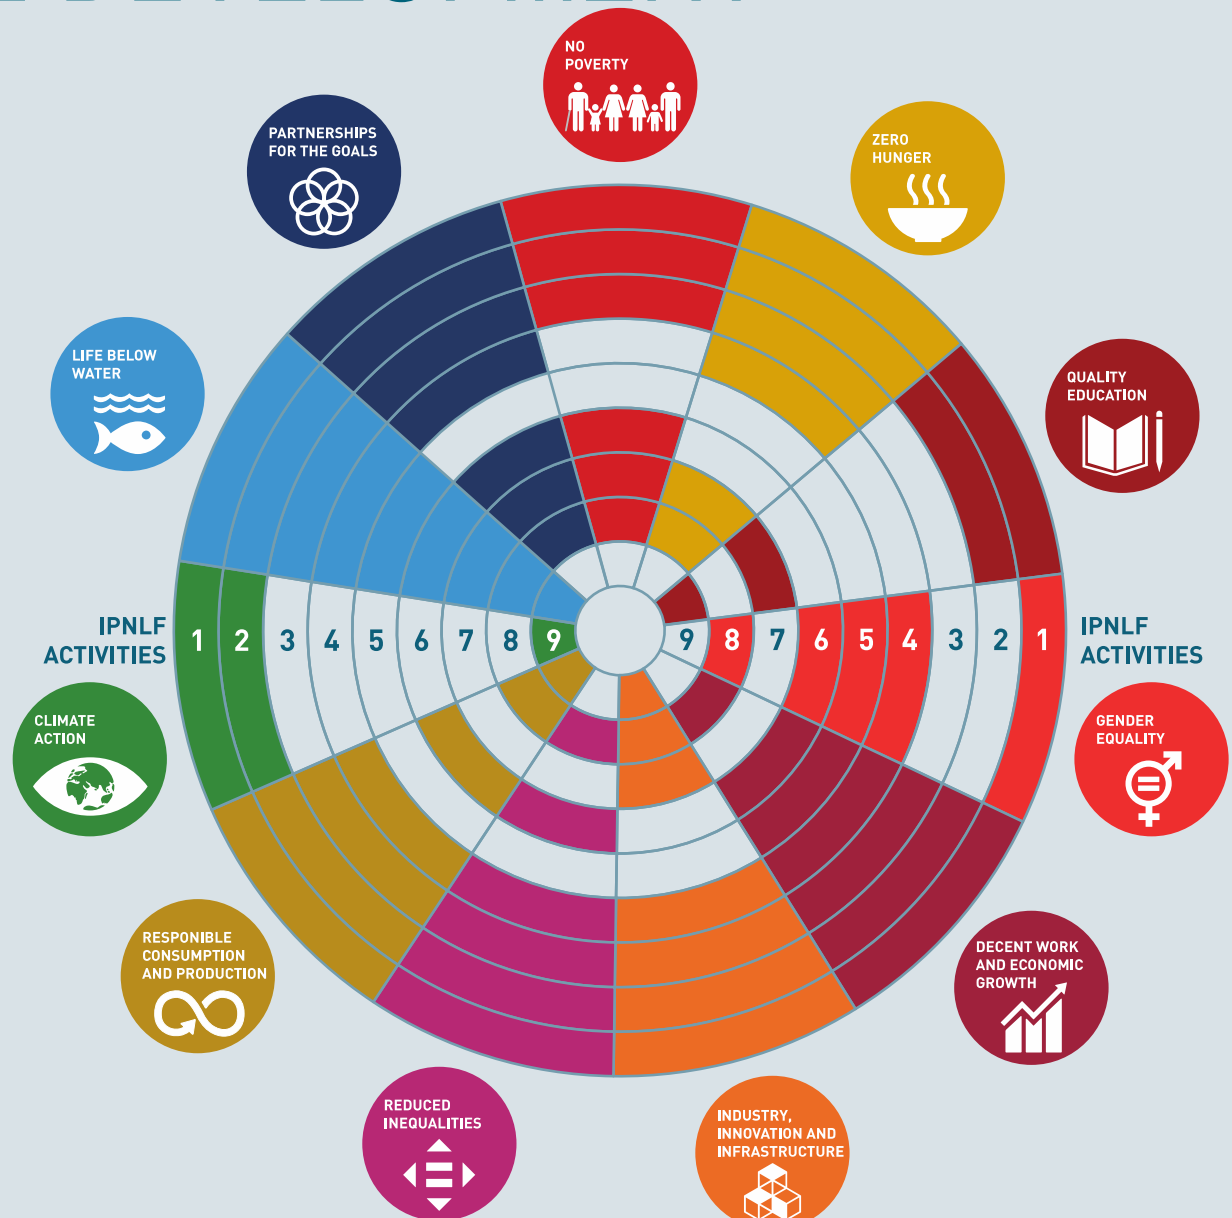 NO
POVERTY
PARTNERSHIPS
FOR THE GOALS
ZERO
HUNGER
LIFE BELOW
WATER
QUALITY
EDUCATION
IPNLF
ACTIVITIES
1 2 3 4 5 6 7 8 9
9 8 7 6 5 4 3 2 1
IPNLF
ACTIVITIES
CLIMATE
ACTION
GENDER
EQUALITY
RESPONIBLE
CONSUMPTION
AND PRODUCTION
DECENT WORK
AND ECONOMIC
GROWTH
REDUCED
INEQUALITIES
INDUSTRY,
INNOVATION AND
INFRASTRUCTURE